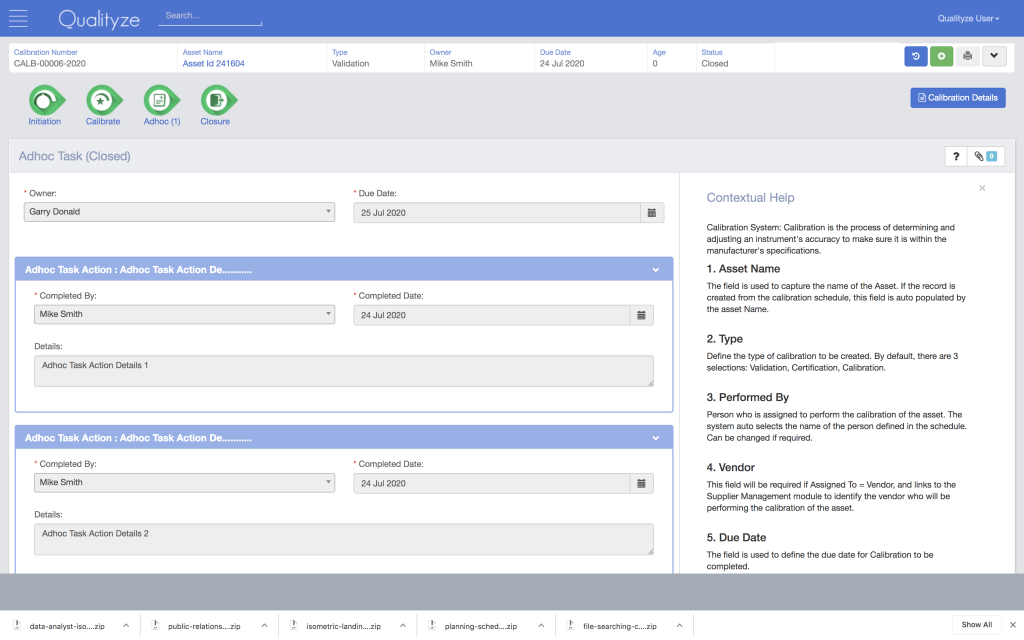 Qualityze
Search...
Qualityze User
Calibration Number
CALB-00006-2020
Asset Name
Asset Id 241604
Type
Validation
Owner
Mike Smith
Due Date
24 Jul 2020
Age
0
Status
Closed
Initiation
Calibrate
Adhoc (1)
Closure
Calibration Details
Adhoc Task (Closed)
? 0
* Owner:
Garry Donald
* Due Date:
25 Jul 2020
Adhoc Task Action : Adhoc Task Action De...........
* Completed By:
Mike Smith
* Completed Date:
24 Jul 2020
Details:
Adhoc Task Action Details 1
Adhoc Task Action : Adhoc Task Action De...........
* Completed By:
Mike Smith
* Completed Date:
24 Jul 2020
Details:
Adhoc Task Action Details 2
Contextual Help
Calibration System: Calibration is the process of determining and
adjusting an instrument's accuracy to make sure it is within the
manufacturer's specifications.
1. Asset Name
The field is used to capture the name of the Asset. If the record is
created from the calibration schedule, this field is auto populated by
the asset Name.
2. Type
Define the type of calibration to be created. By default, there are 3
selections: Validation, Certification, Calibration.
3. Performed By
Person who is assigned to perform the calibration of the asset. The
system auto selects the name of the person defined in the schedule.
Can be changed if required.
4. Vendor
This field will be required if Assigned To = Vendor, and links to the
Supplier Management module to identify the vendor who will be
performing the calibration of the asset.
5. Due Date
The field is used to define the due date for Calibration to be
completed.
data-analyst-iso....zip
public-relations....zip
isometric-landin....zip
planning-sched....zip
file-searching-c....zip
Show All